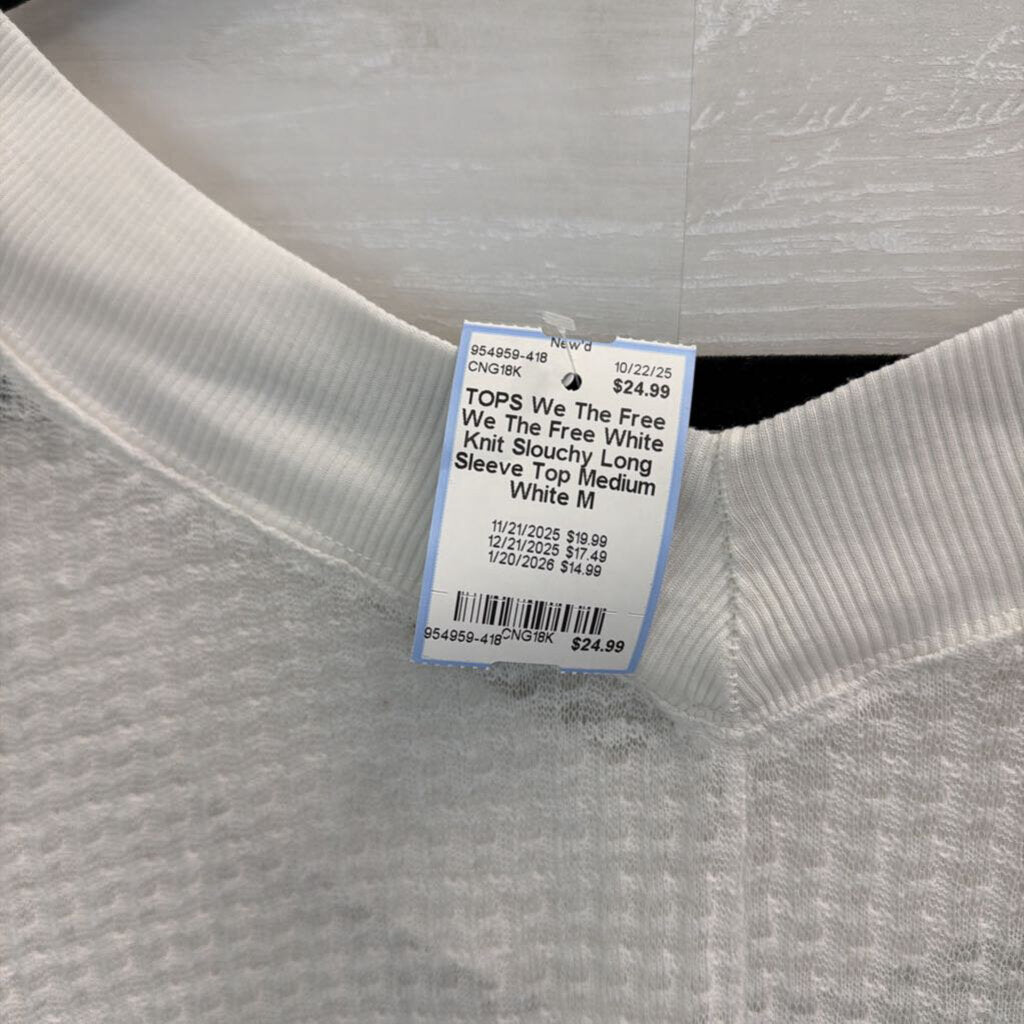 New'd
954959-418
10/22/25
CNG18K
$24.99
TOPS We The Free
We The Free White
Knit Slouchy Long
Sleeve Top Medium
White M
11/21/2025 $19.99
12/21/2025 $17.49
1/20/2026 $14.99
954959-418 CNG18K $24.99